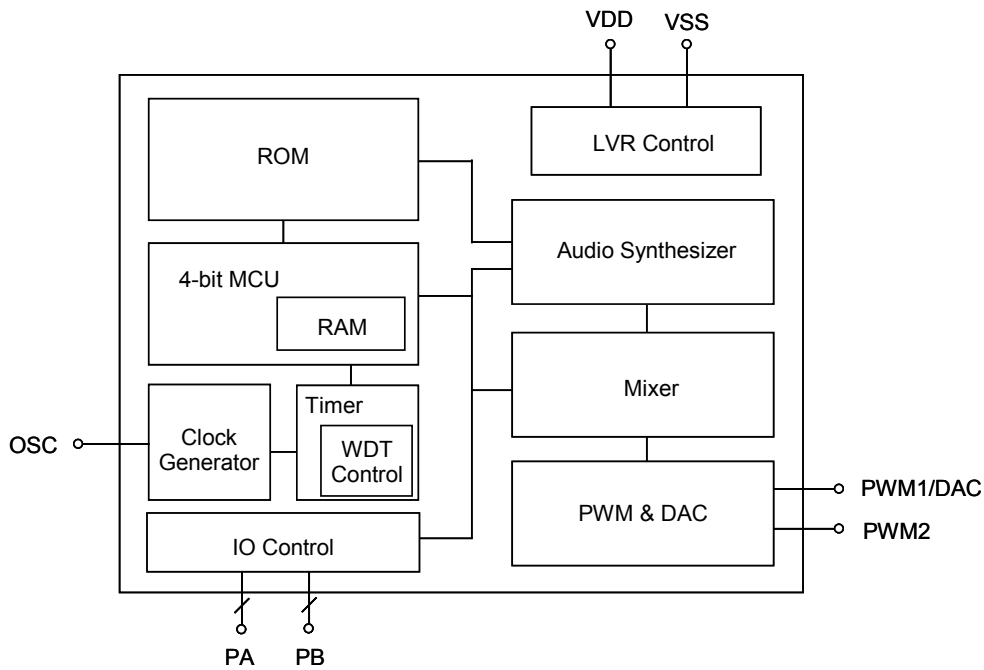 VDD
VSS
ROM
LVR Control
Audio Synthesizer
4-bit MCU
RAM
Mixer
Timer
OSC
Clock
Generator
WDT
Control
PWM & DAC
PWM1/DAC
PWM2
IO Control
PA
PB